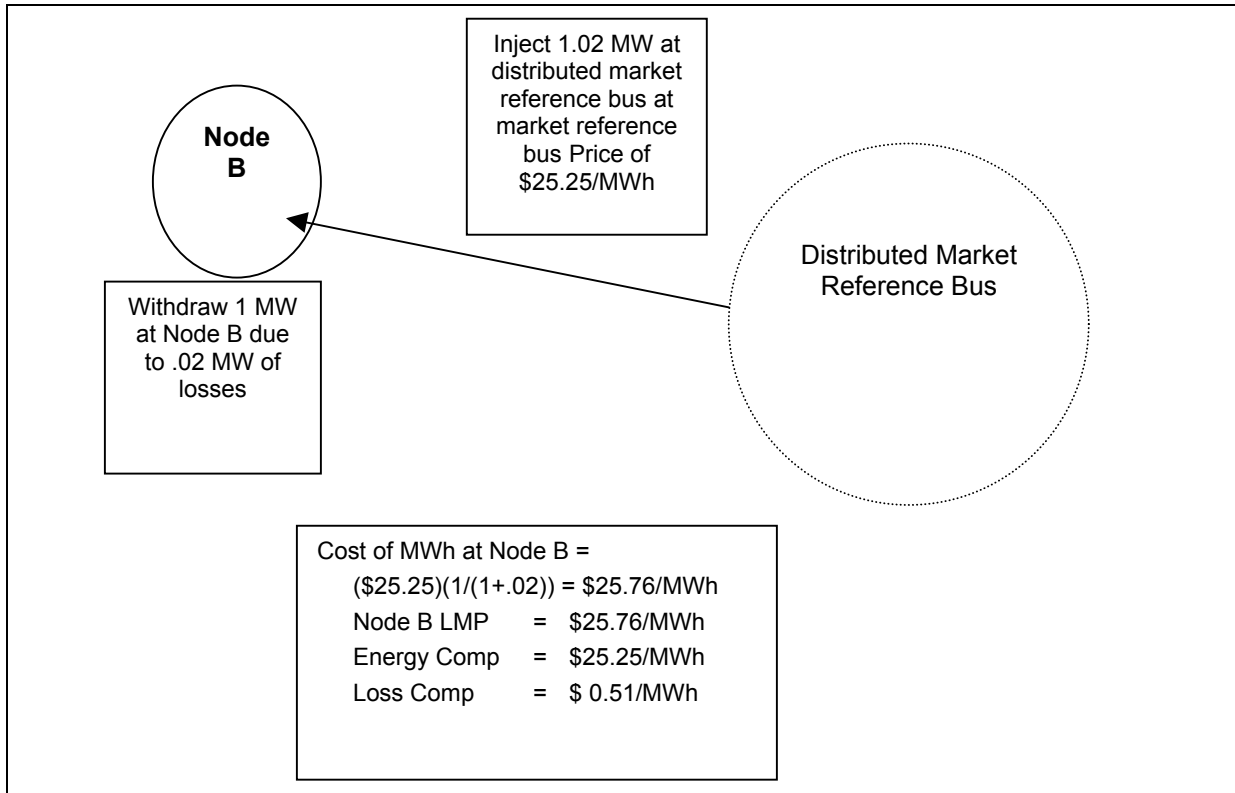 Inject 1.02 MW at
distributed market
reference bus at
market reference
bus Price of
$25.25/MWh
Node
B
Distributed Market
Reference Bus
Withdraw 1 MW
at Node B due
to .02 MW of
losses
Cost of MWh at Node B =
($25.25)(1/(1+.02)) = $25.76/MWh
Node B LMP = $25.76/MWh
Energy Comp = $25.25/MWh
Loss Comp = $ 0.51/MWh